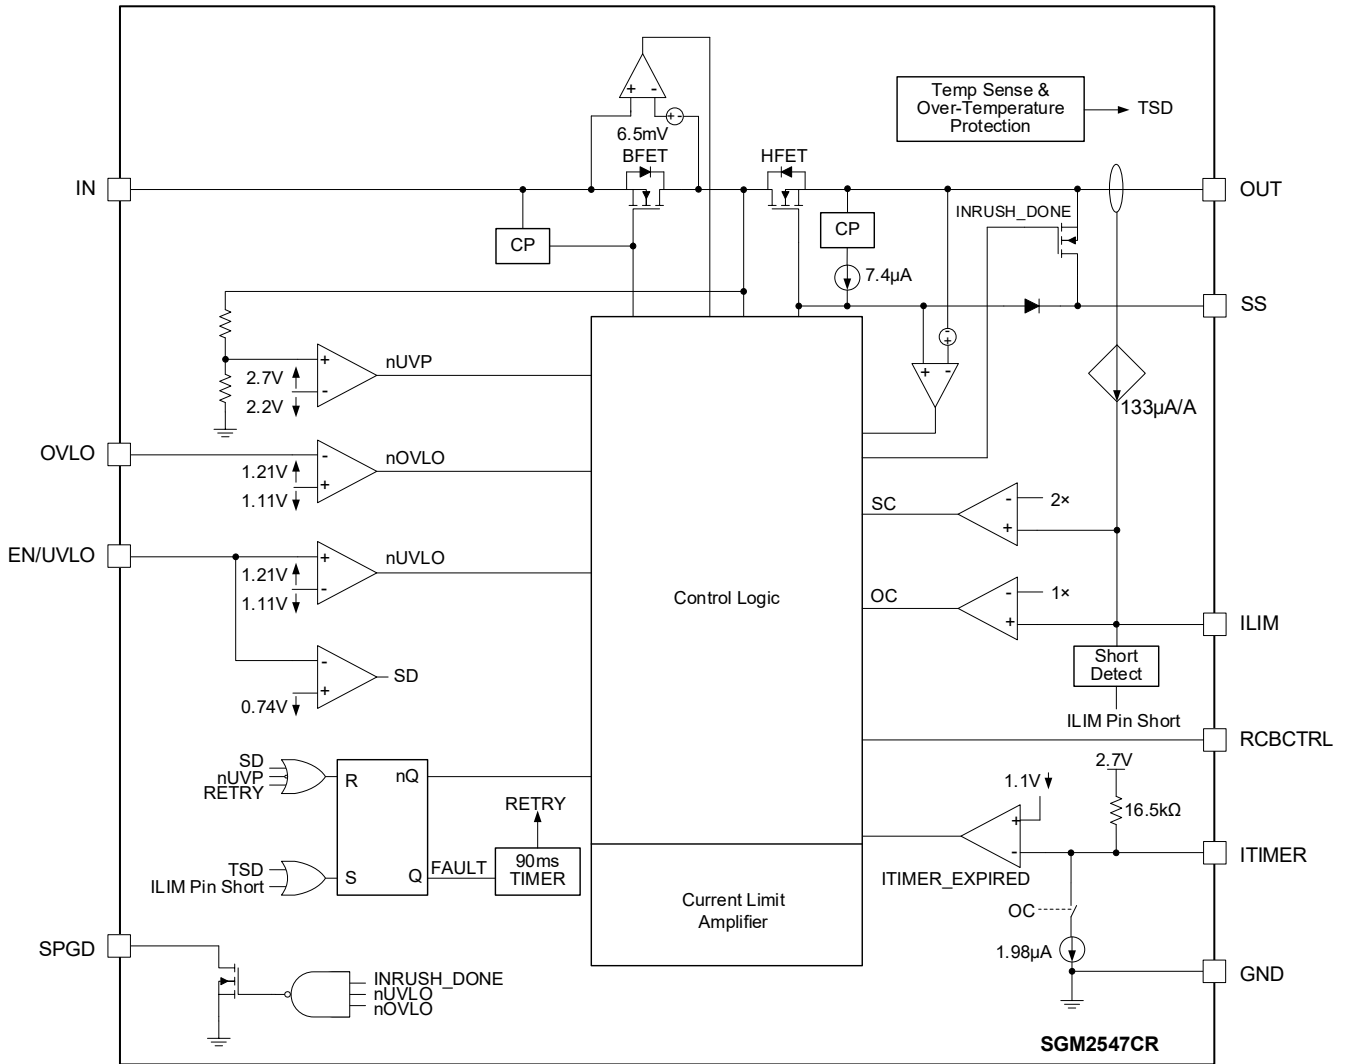 Temp Sense &
Over-Temperature
Protection
TSD
+ -
+ -
6.5mV
BFET
HFET
IN
OUT
INRUSH_DONE
CP
CP
7.4µA
SS
- +
+ -
nUVP
+
2.7V
-
2.2V
133µA/A
OVLO
-
nOVLO
1.21V
+
1.11V
SC
-
2×
+
EN/UVLO
+
nUVLO
1.21V
-
1.11V
Control Logic
OC
-
1×
+
ILIM
-
SD
+
0.74V
Short
Detect
ILIM Pin Short
RCBCTRL
SD
nUVP
RETRY
R
nQ
RETRY
2.7V
1.1V
16.5kΩ
+
-
ITIMER
TSD
ILIM Pin Short
S
Q
FAULT
90ms
TIMER
ITIMER_EXPIRED
Current Limit
Amplifier
OC
1.98µA
SPGD
GND
INRUSH_DONE
nUVLO
nOVLO
SGM2547CR